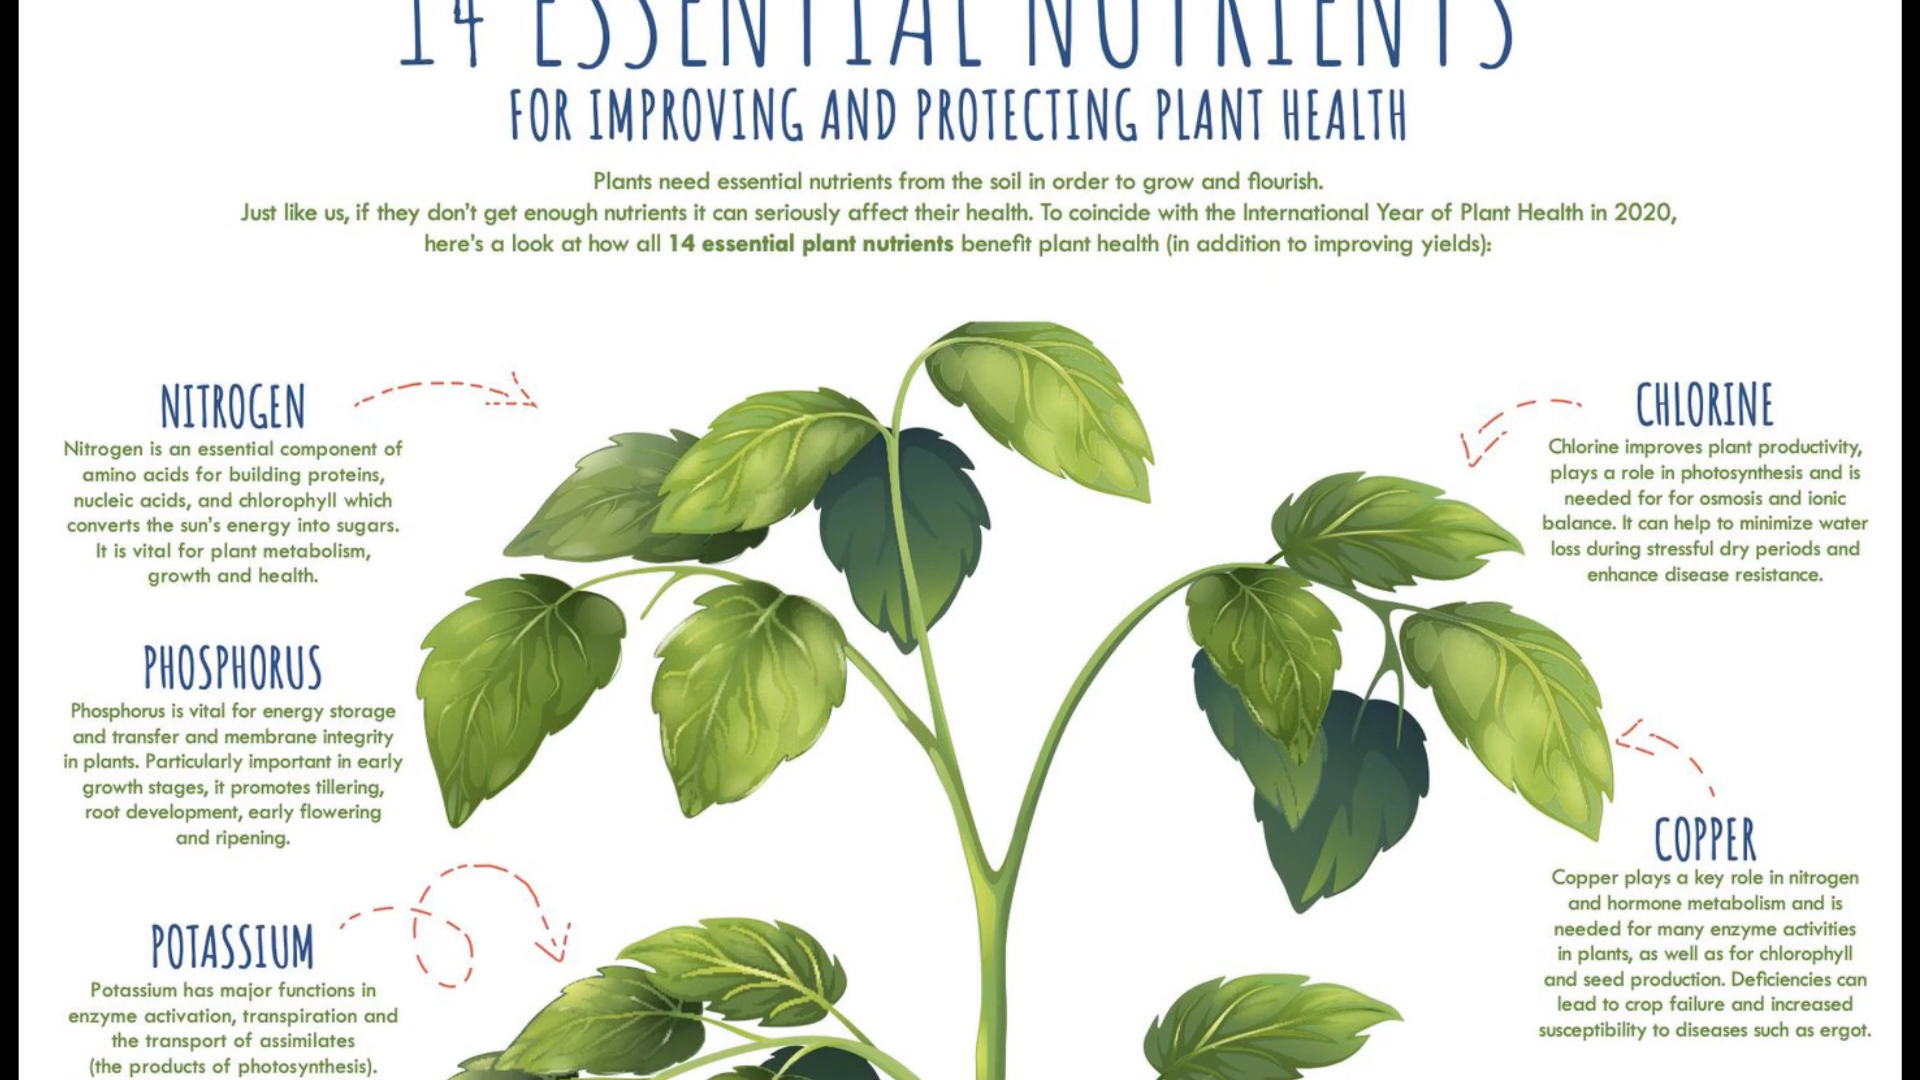 14 ESSENTIAL NUTRIENTS
FOR IMPROVING AND PROTECTING PLANT HEALTH
Plants need essential nutrients from the soil in order to grow and flourish.
Just like us, if they don't get enough nutrients it can seriously affect their health. To coincide with the International Year of Plant Health in 2020,
here's a look at how all 14 essential plant nutrients benefit plant health (in addition to improving yields):
NITROGEN
Nitrogen is an essential component of
amino acids for building proteins,
nucleic acids, and chlorophyll which
converts the sun's energy into sugars.
It is vital for plant metabolism,
growth and health.
PHOSPHORUS
Phosphorus is vital for energy storage
and transfer and membrane integrity
in plants. Particularly important in early
growth stages, it promotes tillering,
root development, early flowering
and ripening.
POTASSIUM
Potassium has major functions in
enzyme activation, transpiration and
the transport of assimilates
(the products of photosynthesis).
CHLORINE
Chlorine improves plant productivity,
plays a role in photosynthesis and is
needed for for osmosis and ionic
balance. It can help to minimize water
loss during stressful dry periods and
enhance disease resistance.
COPPER
Copper plays a key role in nitrogen
and hormone metabolism and is
needed for many enzyme activities
in plants, as well as for chlorophyll
and seed production. Deficiencies can
lead to crop failure and increased
susceptibility to diseases such as ergot.